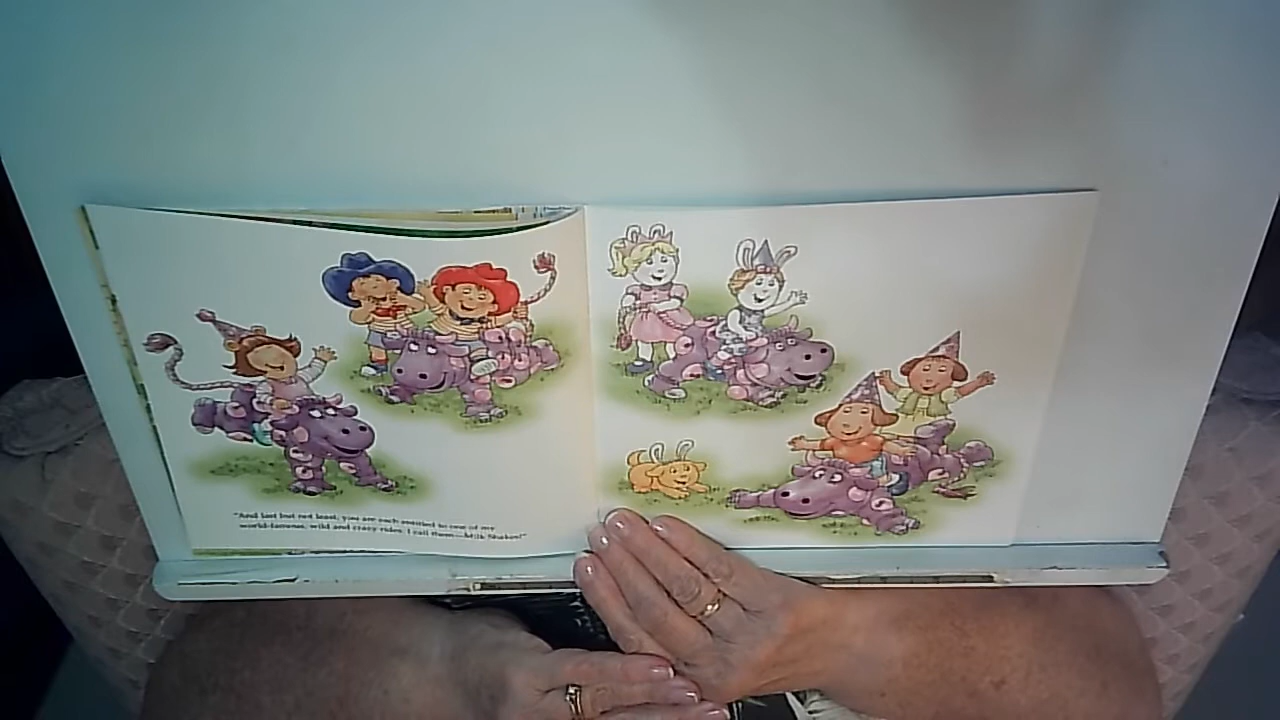 "And last but not least, you are each entitled to one of my
world-famous, wild and crazy rides. I call them—Milk Shakes!"